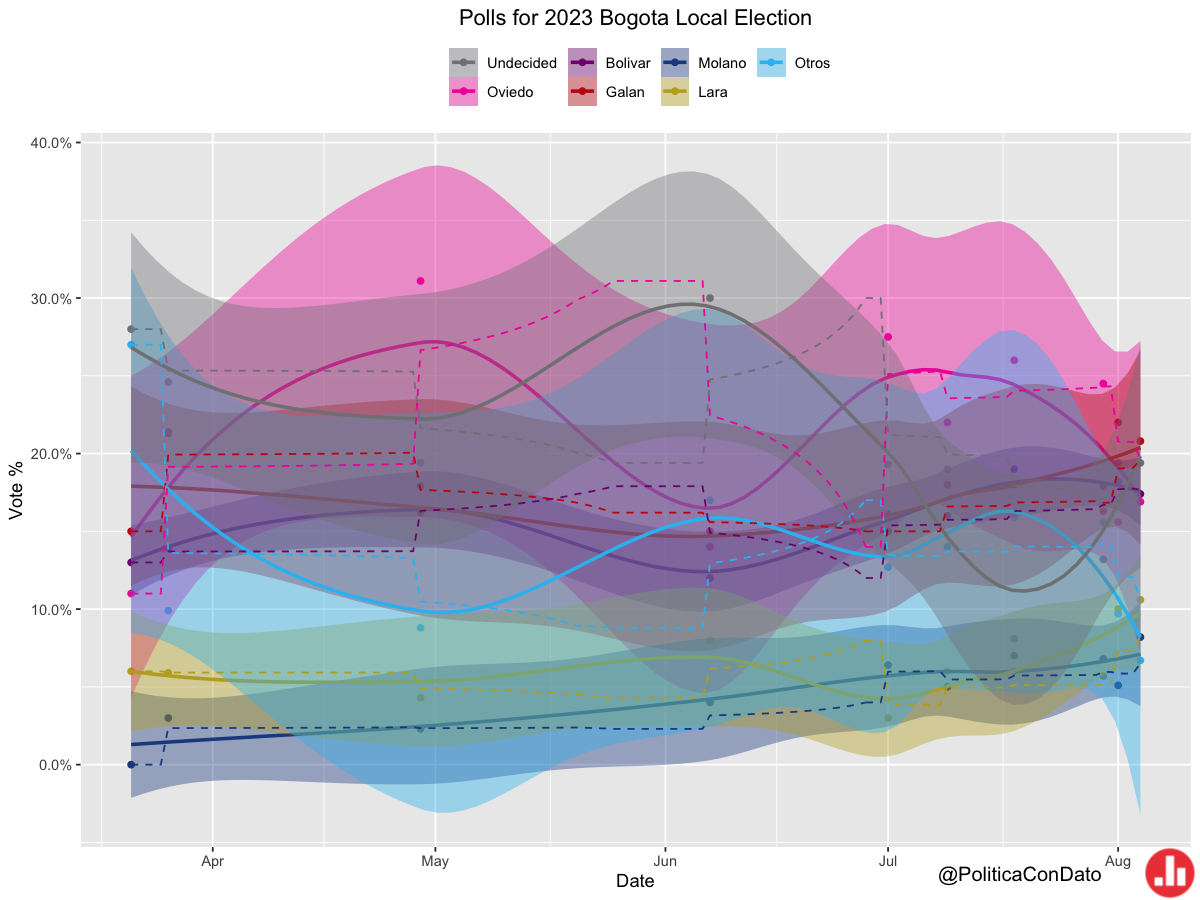 Polls for 2023 Bogota Local Election
Undecided Bolivar Molano Otros
Oviedo Galan Lara
40.0%
30.0%
20.0%
10.0%
0.0%
Vote %
Apr May Jun Jul Aug
Date
@PoliticaConDato